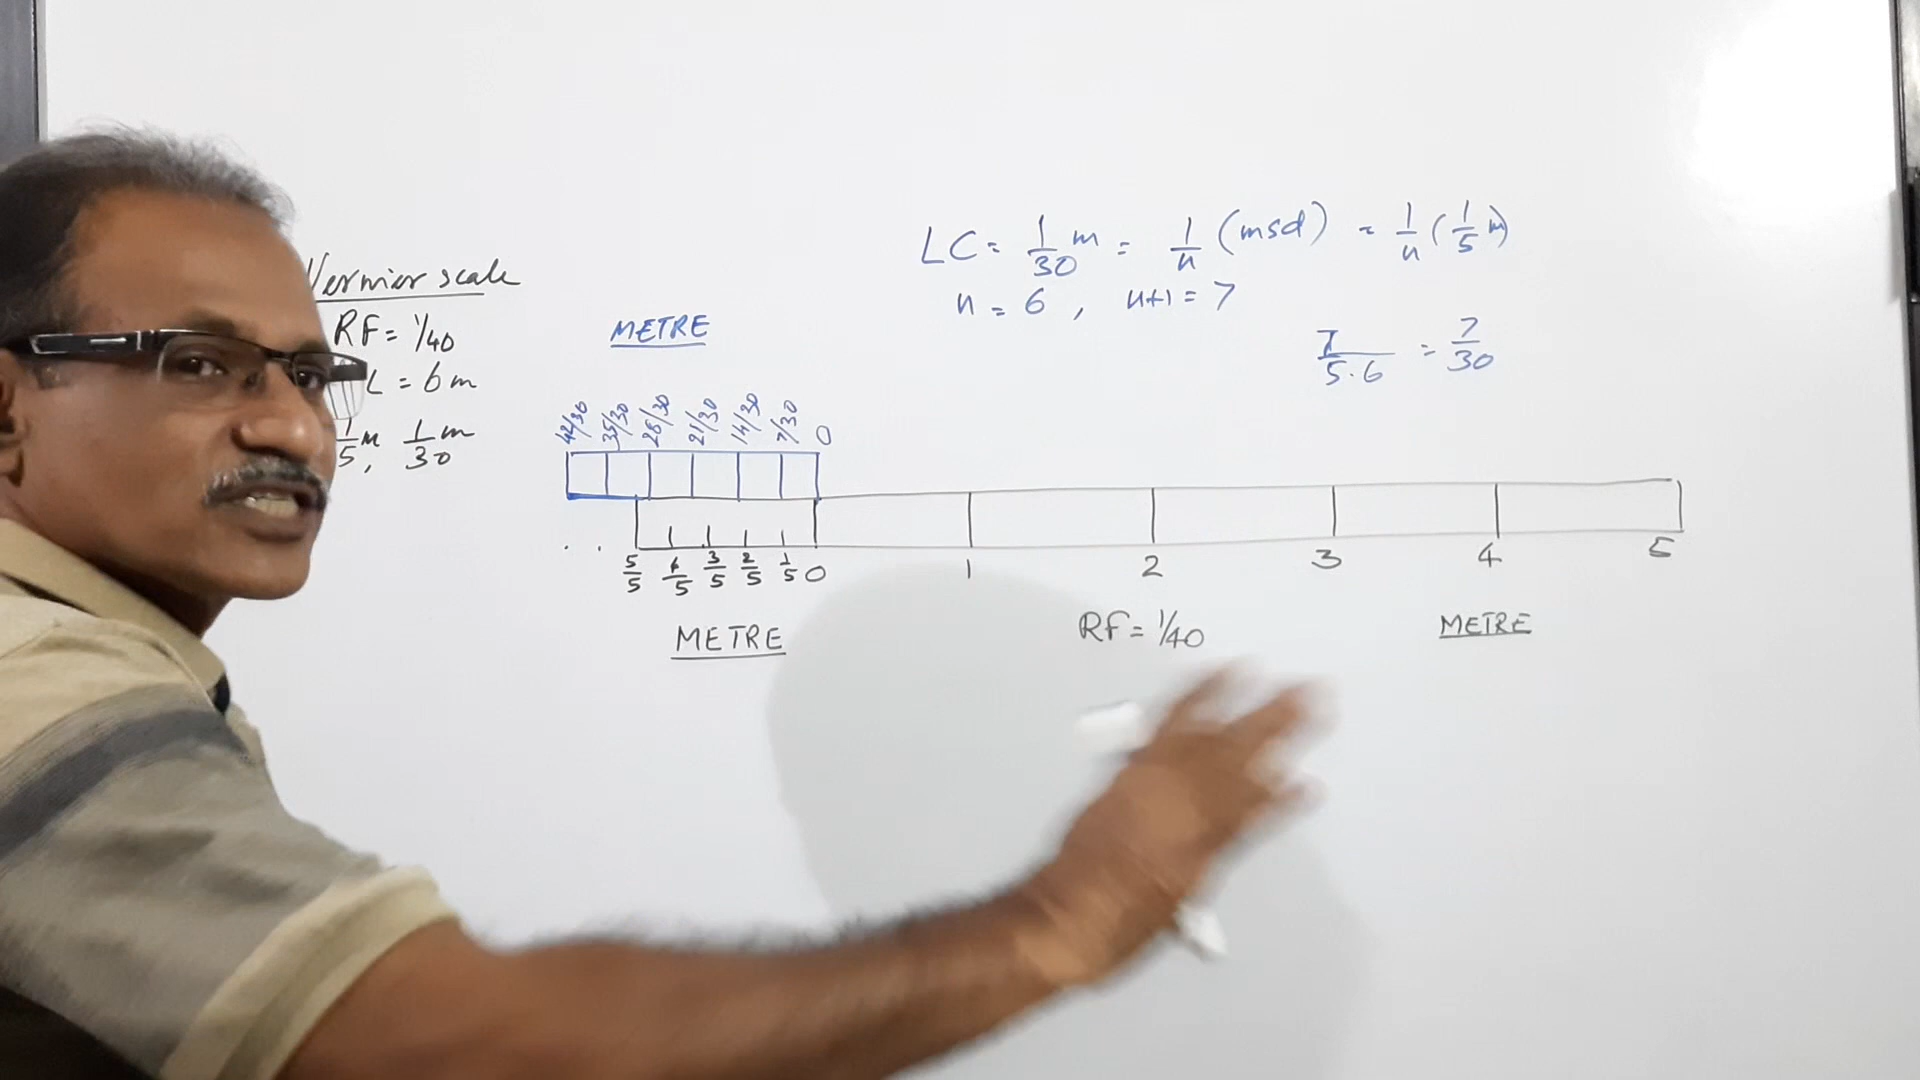 Vernier scale
RF = 1/40
L = 6m
1/5 m, 1/30 m
LC = 1/30 m = 1/n (msd) = 1/n (1/5 m)
n = 6, n+1 = 7
7/5.6 = 7/30
METRE
42/30 35/30 28/30 21/30 14/30 7/30 0
5/5 4/5 3/5 2/5 1/5 0 1 2 3 4 5
METRE RF = 1/40 METRE